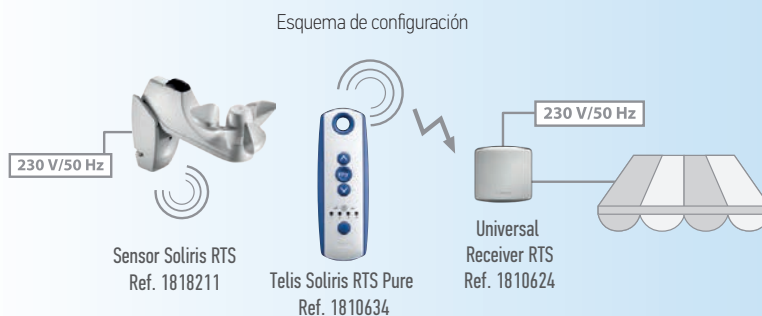 Esquema de configuración
230 V/50 Hz
230 V/50 Hz
Sensor Soliris RTS
Ref. 1818211
Telis Soliris RTS Pure
Ref. 1810634
Universal
Receiver RTS
Ref. 1810624
my